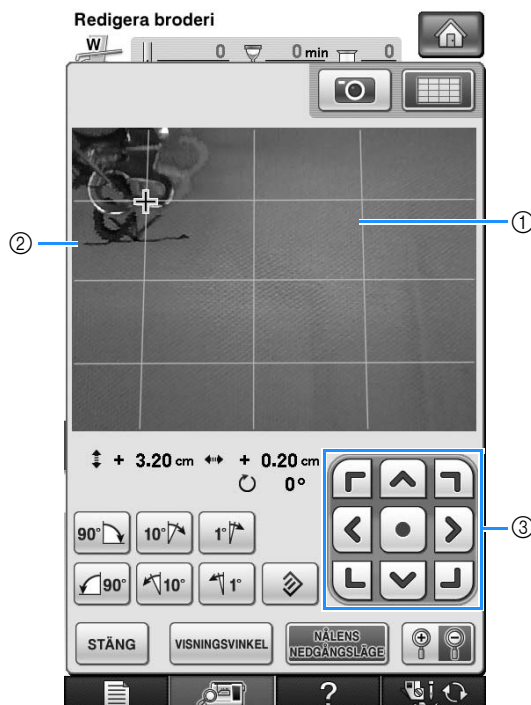 Redigera broderi
W 0 0 min 0
①
②
+ 3.20 cm + 0.20 cm
0°
③
90° 10° 1°
90° 10° 1°
STÄNG VISNINGSVINKEL NÅLENS NEDGÅNGSLÄGE
?